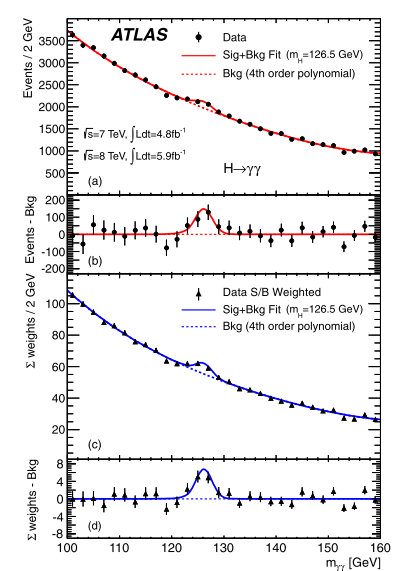 ATLAS
Data
Sig+Bkg Fit (m_H=126.5 GeV)
Bkg (4th order polynomial)
Events / 2 GeV
3500
3000
2500
2000
1500
1000
500
√s=7 TeV, ∫Ldt=4.8fb⁻¹
√s=8 TeV, ∫Ldt=5.9fb⁻¹
H→γγ
(a)
Events - Bkg
200
100
0
-100
-200
(b)
Σ weights / 2 GeV
100
80
60
40
20
Data S/B Weighted
Sig+Bkg Fit (m_H=126.5 GeV)
Bkg (4th order polynomial)
(c)
Σ weights - Bkg
8
4
0
-4
-8
(d)
100 110 120 130 140 150 160
m_γγ [GeV]